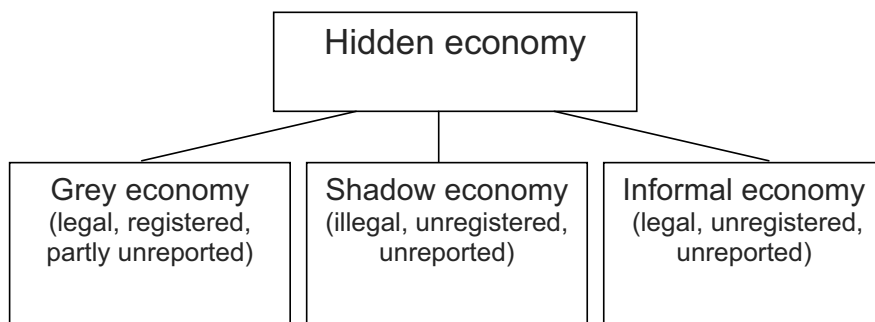 Hidden economy
Grey economy
(legal, registered,
partly unreported)
Shadow economy
(illegal, unregistered,
unreported)
Informal economy
(legal, unregistered,
unreported)